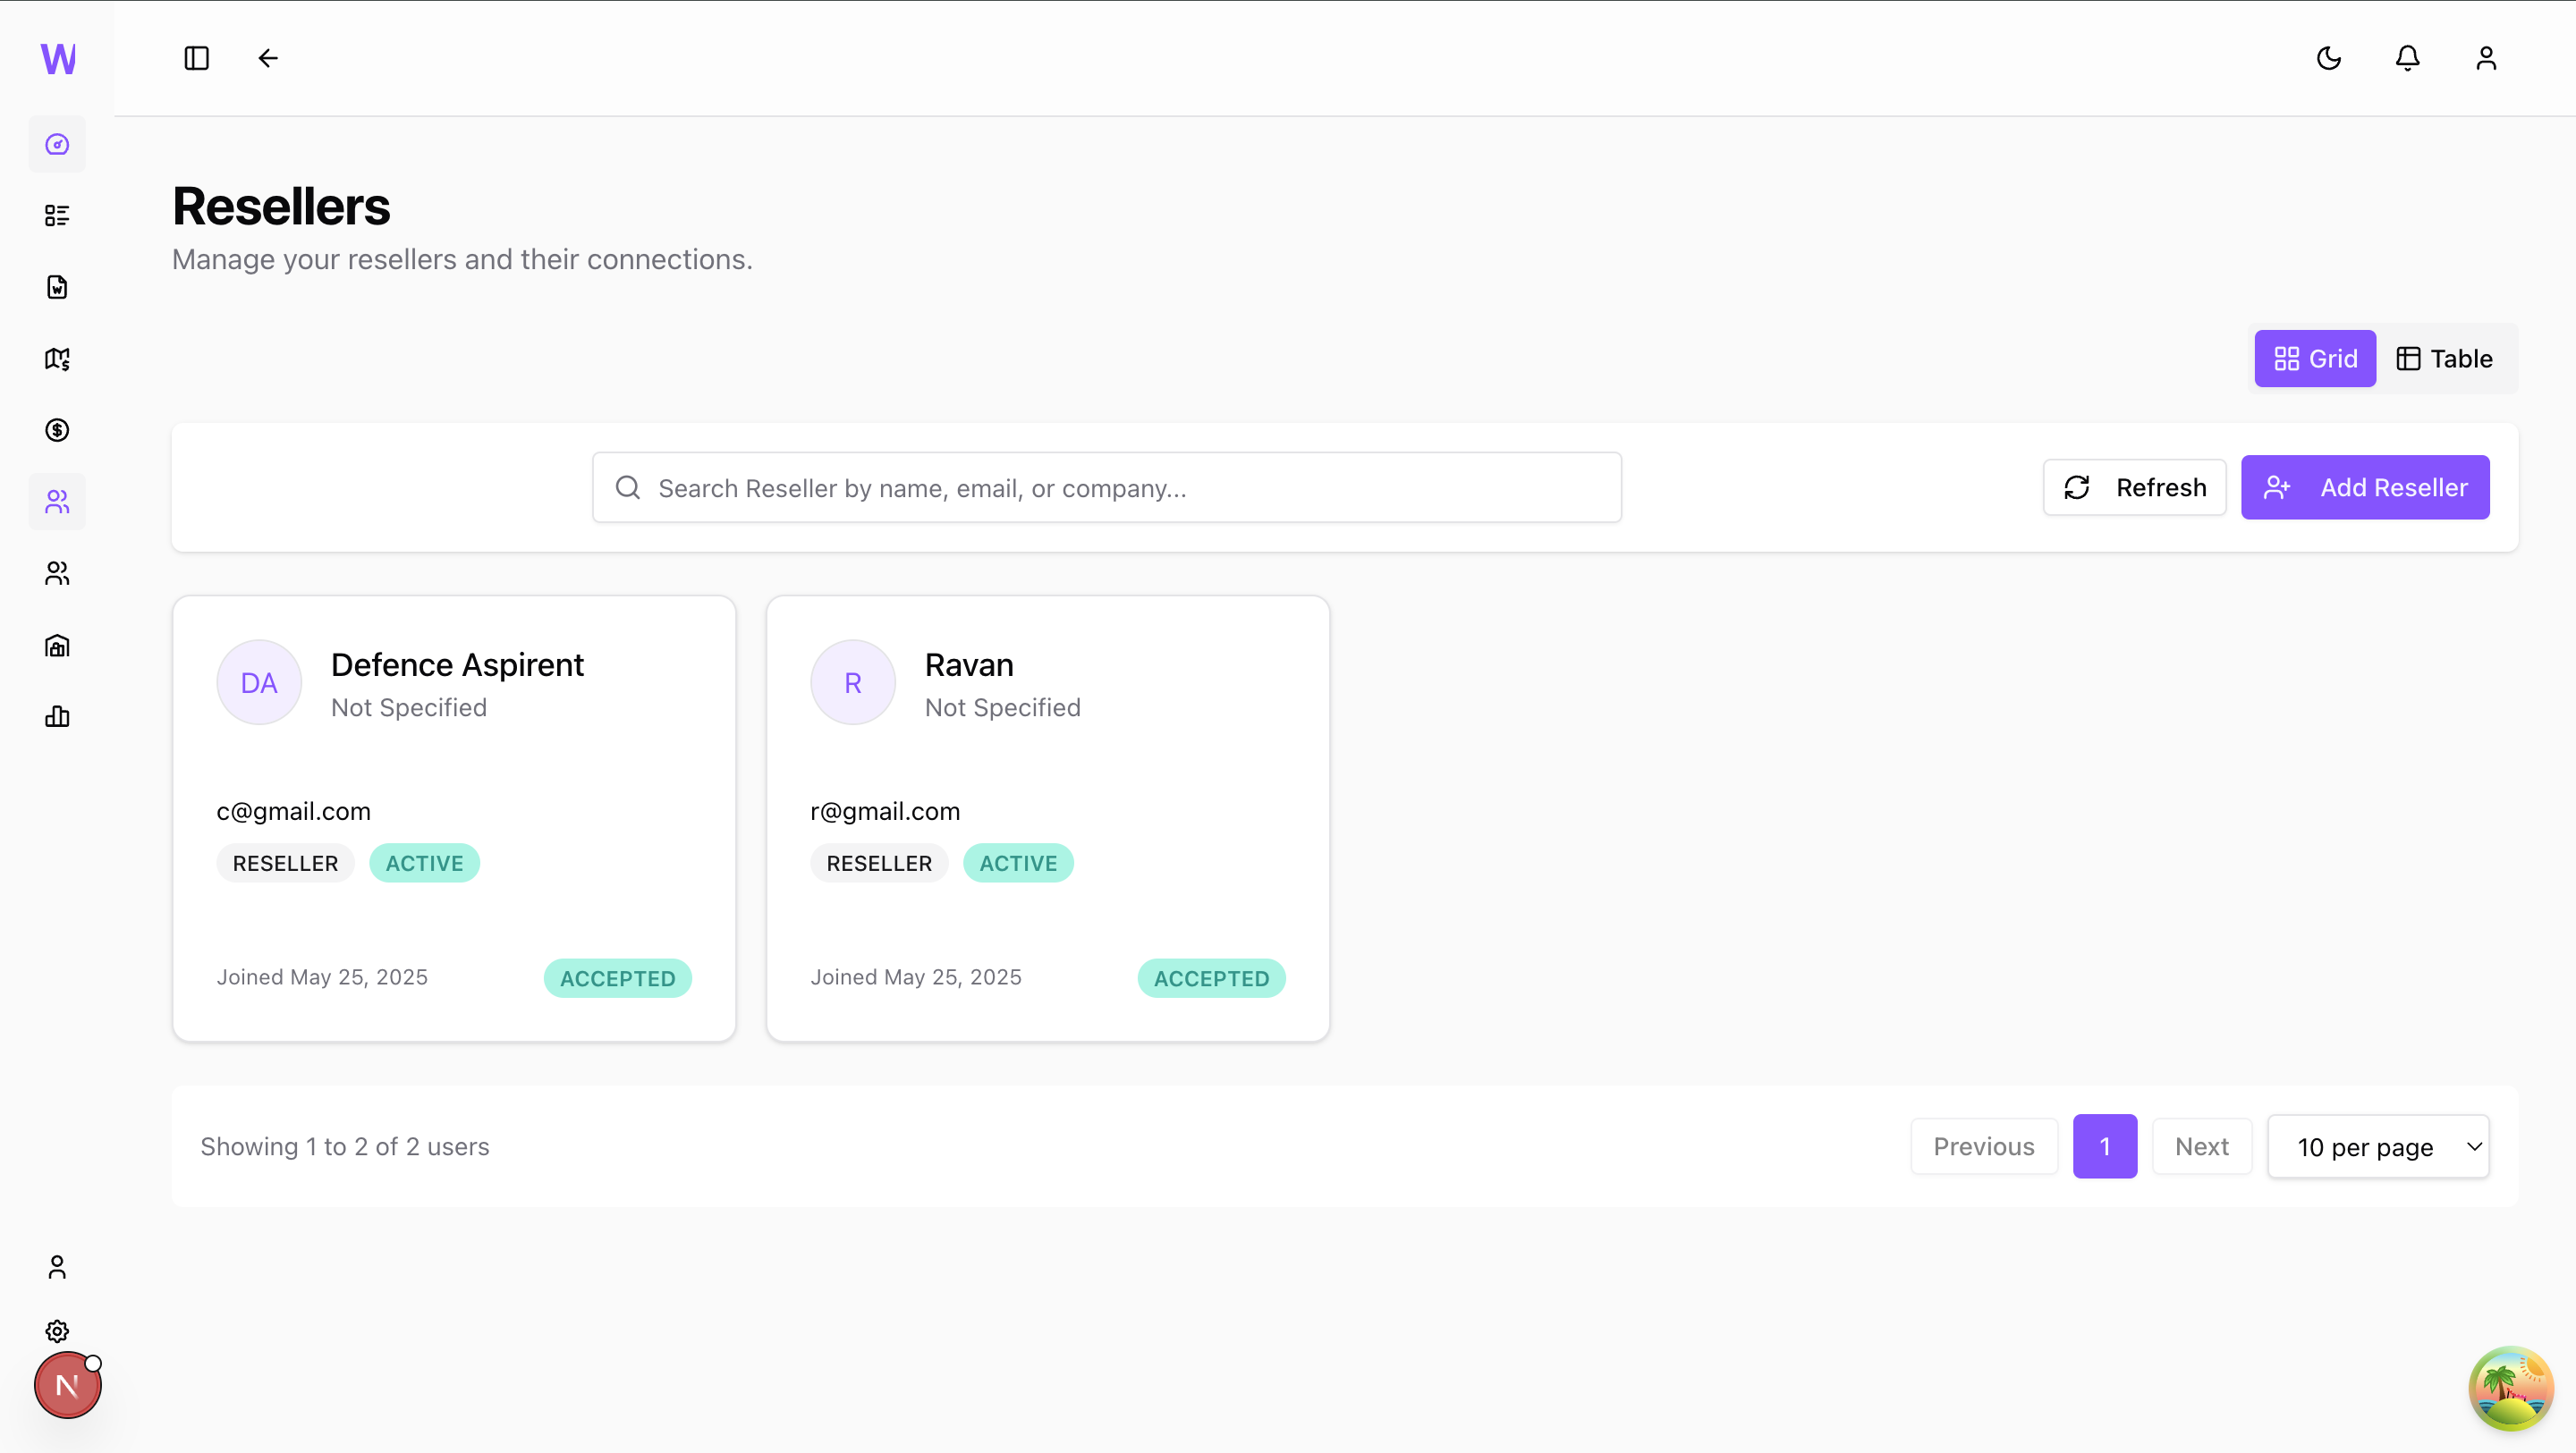 W
Resellers
Manage your resellers and their connections.
Grid
Table
Search Reseller by name, email, or company...
Refresh
Add Reseller
DA
Defence Aspirent
Not Specified
c@gmail.com
RESELLER
ACTIVE
Joined May 25, 2025
ACCEPTED
R
Ravan
Not Specified
r@gmail.com
RESELLER
ACTIVE
Joined May 25, 2025
ACCEPTED
Showing 1 to 2 of 2 users
Previous
1
Next
10 per page
N